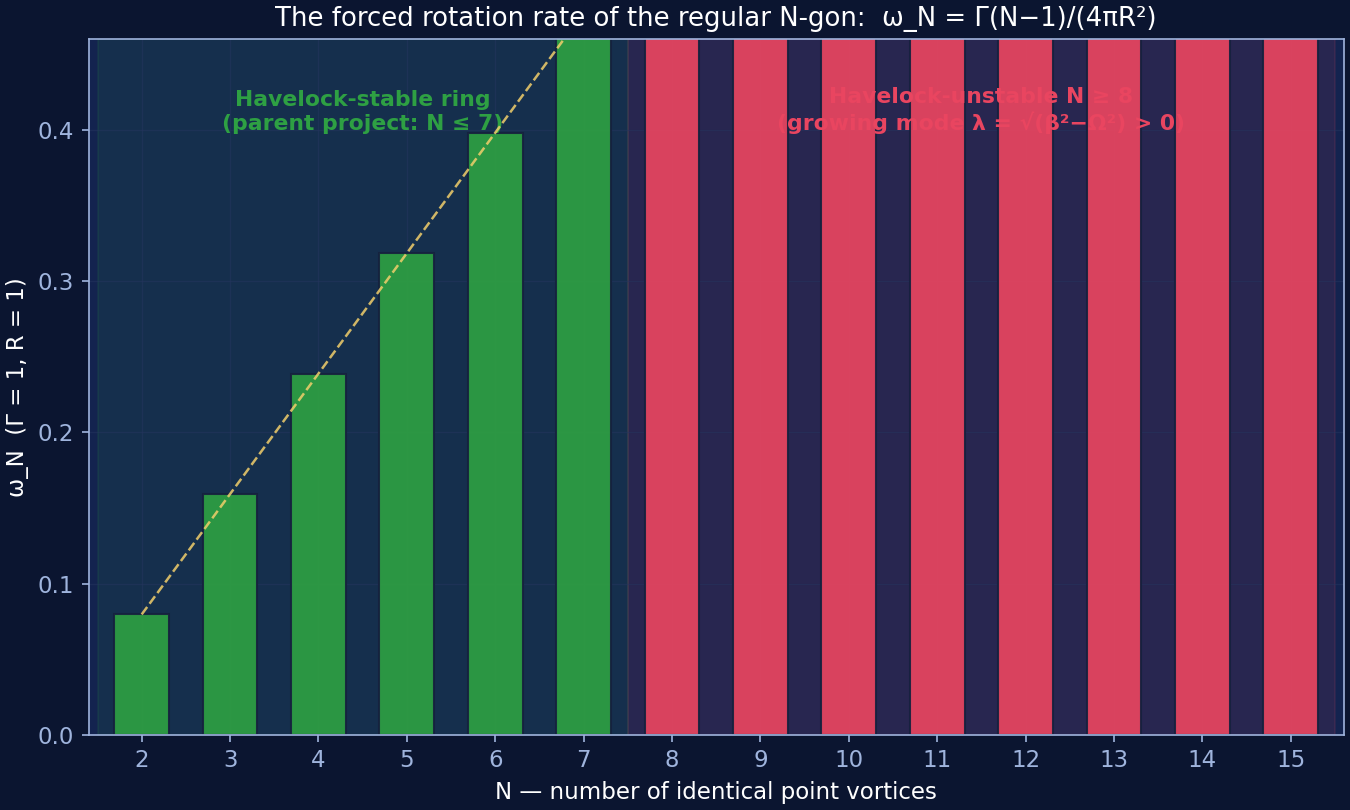 The forced rotation rate of the regular N-gon:  ω_N = Γ(N−1)/(4πR²)
Havelock-stable ring
(parent project: N ≤ 7)
Havelock-unstable N ≥ 8
(growing mode λ = √(β²−Ω²) > 0)
ω_N  (Γ = 1, R = 1)
0.4
0.3
0.2
0.1
0.0
2 3 4 5 6 7 8 9 10 11 12 13 14 15
N — number of identical point vortices